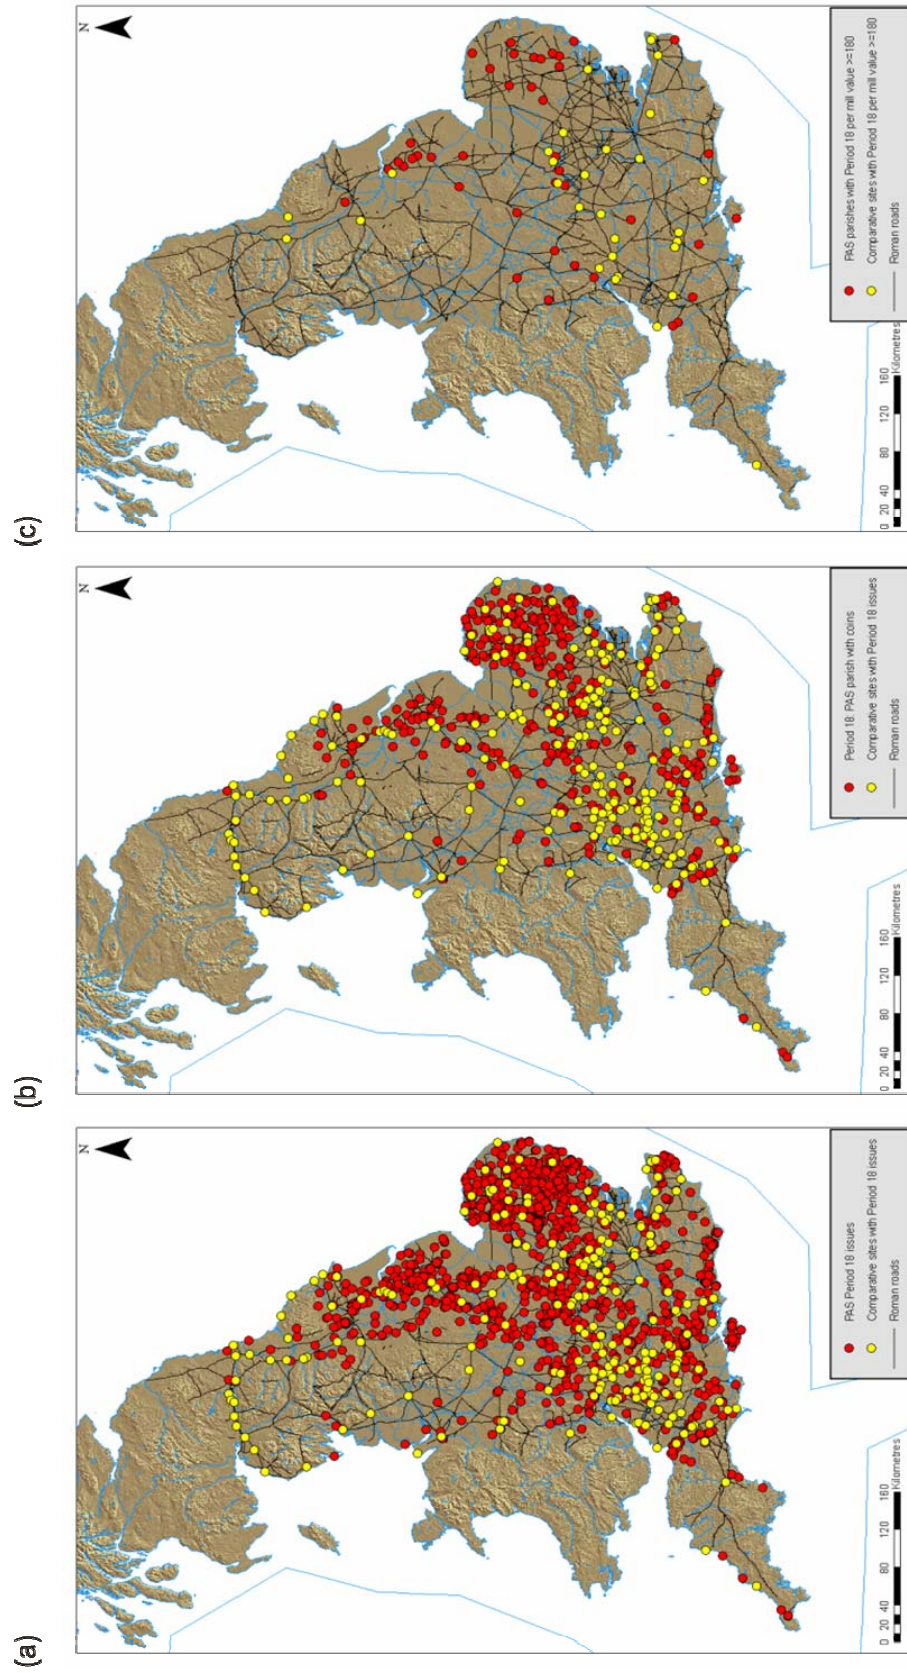 (a)
N
PAS Period 18 issues
Comparative sites with Period 18 issues
Roman roads
0 20 40 80 120 160
Kilometres
(b)
N
Period 18: PAS parish with coins
Comparative sites with Period 18 issues
Roman roads
0 20 40 80 120 160
Kilometres
(c)
N
PAS parishes with Period 18 per mill value >=180
Comparative sites with Period 18 per mill value >=180
Roman roads
0 20 40 80 120 160
Kilometres